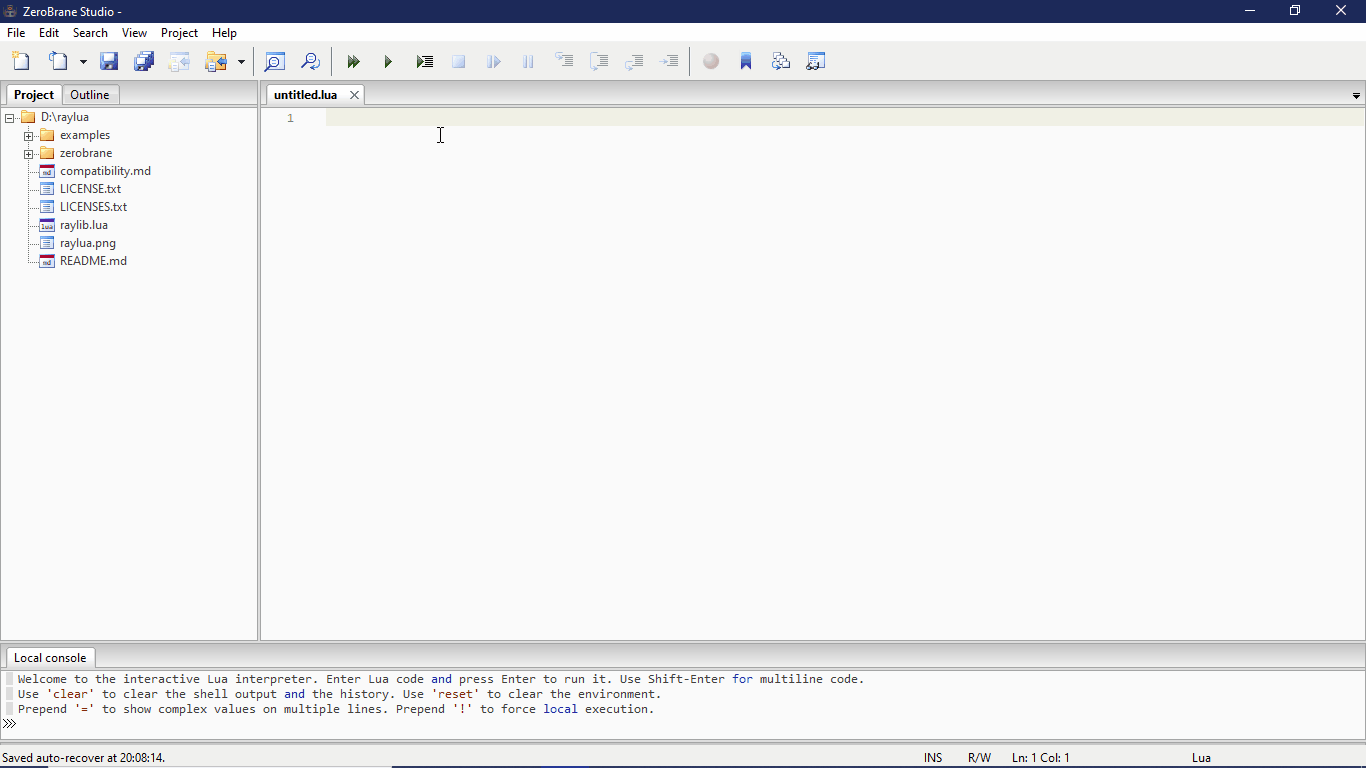 ZeroBrane Studio -
File Edit Search View Project Help
Project Outline
untitled.lua
D:\raylua
examples
zerobrane
compatibility.md
LICENSE.txt
LICENSES.txt
raylib.lua
raylua.png
README.md
1
Local console
Welcome to the interactive Lua interpreter. Enter Lua code and press Enter to run it. Use Shift-Enter for multiline code.
Use 'clear' to clear the shell output and the history. Use 'reset' to clear the environment.
Prepend '=' to show complex values on multiple lines. Prepend '!' to force local execution.
Saved auto-recover at 20:08:14. INS R/W Ln: 1 Col: 1 Lua